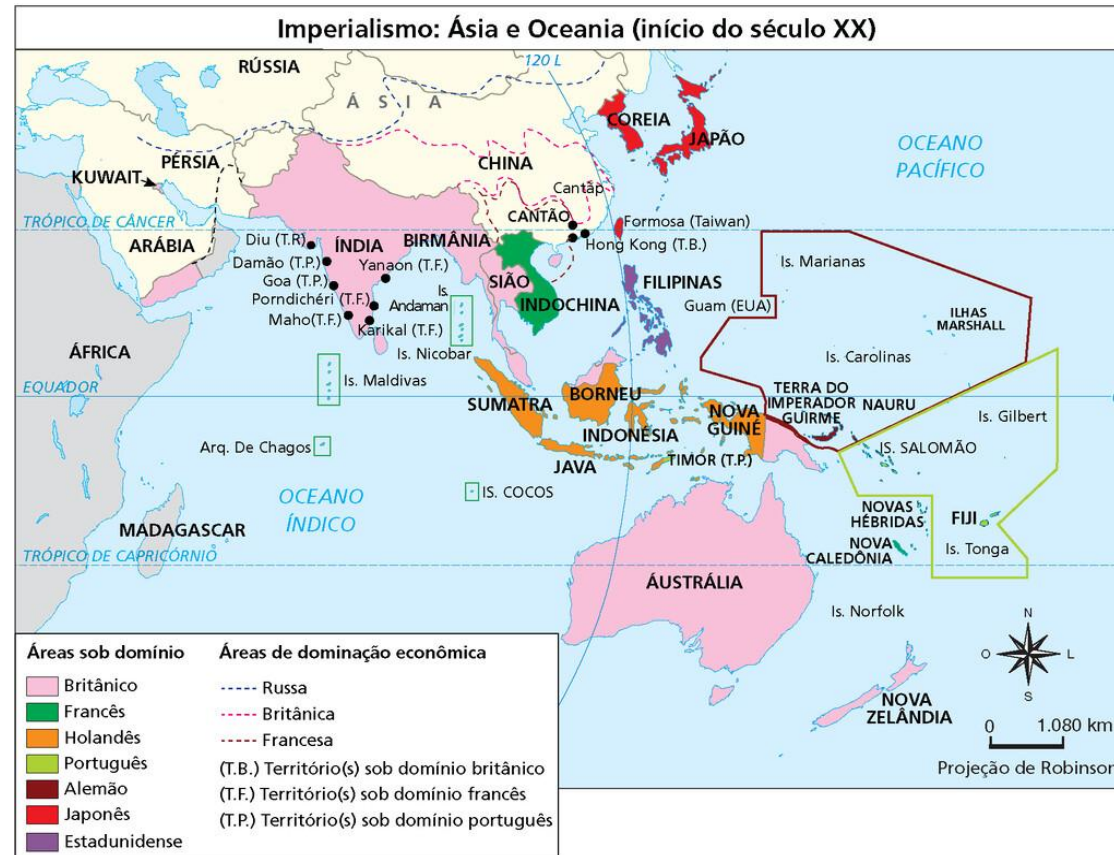 Imperialismo: Ásia e Oceania (início do século XX)
120 L
RÚSSIA
ÁSIA
COREIA
JAPÃO
OCEANO
PACÍFICO
PÉRSIA
CHINA
KUWAIT
Cantãp
TRÓPICO DE CÂNCER
CANTÃO
Formosa (Taiwan)
ARÁBIA
Diu (T.P.)
ÍNDIA
BIRMÂNIA
Hong Kong (T.B.)
Is. Marianas
Damão (T.P.)
Yanaon (T.F.)
Goa (T.P.)
SIÃO
FILIPINAS
Porndichéri (T.F.)
Is.
Andaman
INDOCHINA
Guam (EUA)
ILHAS
MARSHALL
Maho(T.F.)
Karikal (T.F.)
ÁFRICA
Is. Nicobar
Is. Carolinas
EQUADOR
Is. Maldivas
SUMATRA
BORNEU
NOVA
GUINÉ
TERRA DO
IMPERADOR
GUIRME
NAURU
Is. Gilbert
INDONÉSIA
IS. SALOMÃO
Arq. De Chagos
JAVA
TIMOR (T.P.)
IS. COCOS
OCEANO
ÍNDICO
NOVAS
HÉBRIDAS
FIJI
MADAGASCAR
NOVA
CALEDÔNIA
Is. Tonga
TRÓPICO DE CAPRICÓRNIO
ÁUSTRÁLIA
Is. Norfolk
N
O
L
S
NOVA
ZELÂNDIA
0 1.080 km
Projeção de Robinson
Áreas sob domínio
Britânico
Francês
Holandês
Português
Alemão
Japonês
Estadunidense
Áreas de dominação econômica
Russa
Britânica
Francesa
(T.B.) Território(s) sob domínio britânico
(T.F.) Território(s) sob domínio francês
(T.P.) Território(s) sob domínio português